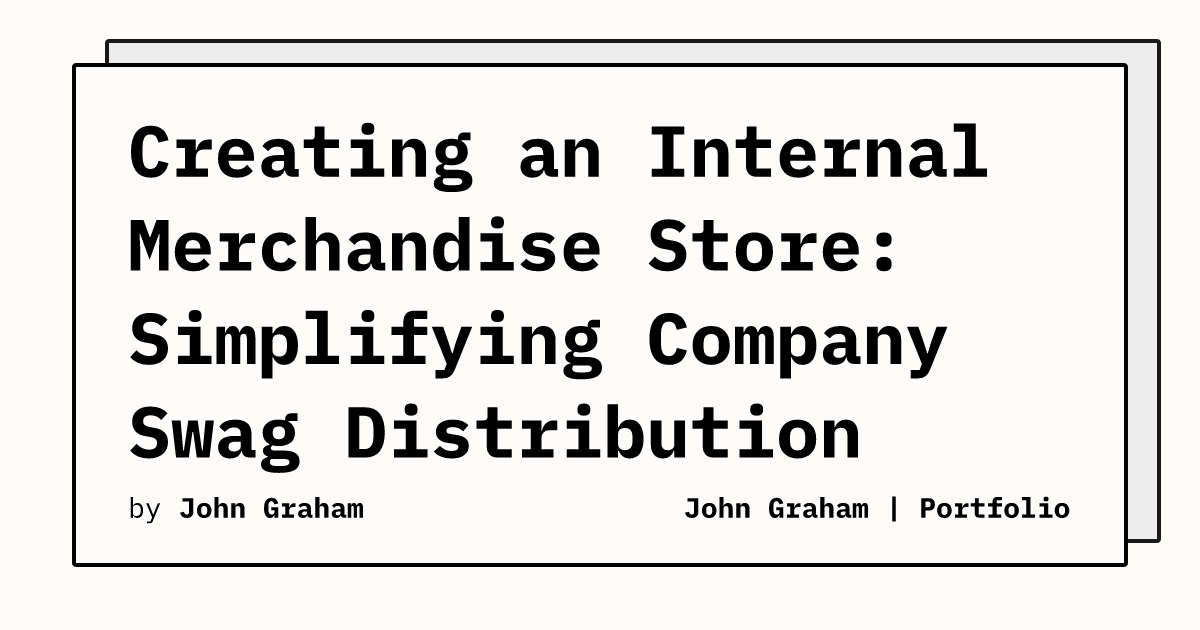 Creating an Internal
Merchandise Store:
Simplifying Company
Swag Distribution
by John Graham
John Graham | Portfolio